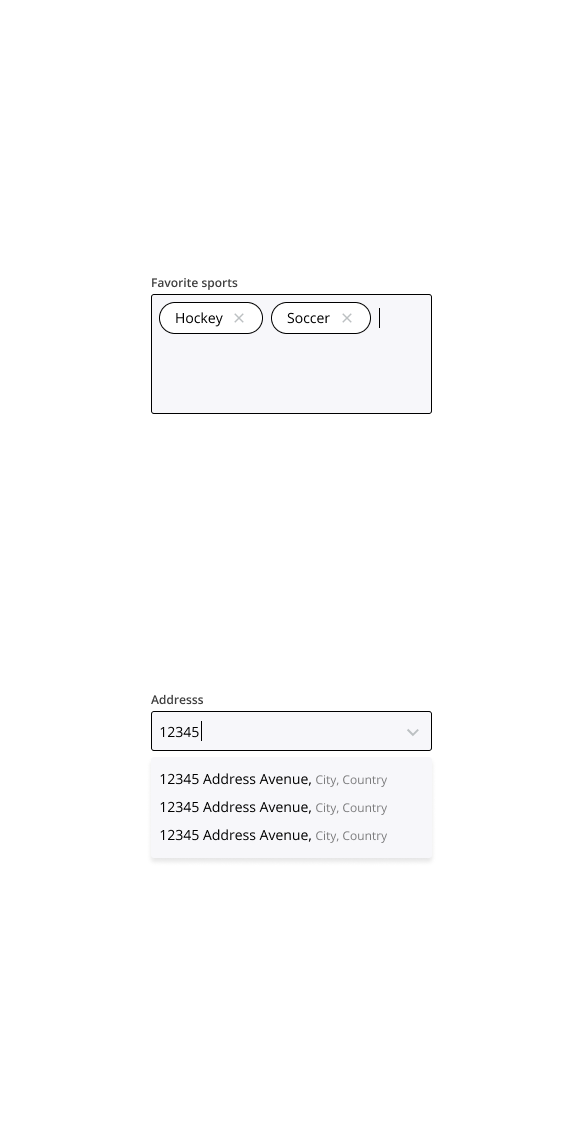 Favorite sports
Hockey Soccer
Addresss
12345
12345 Address Avenue, City, Country
12345 Address Avenue, City, Country
12345 Address Avenue, City, Country